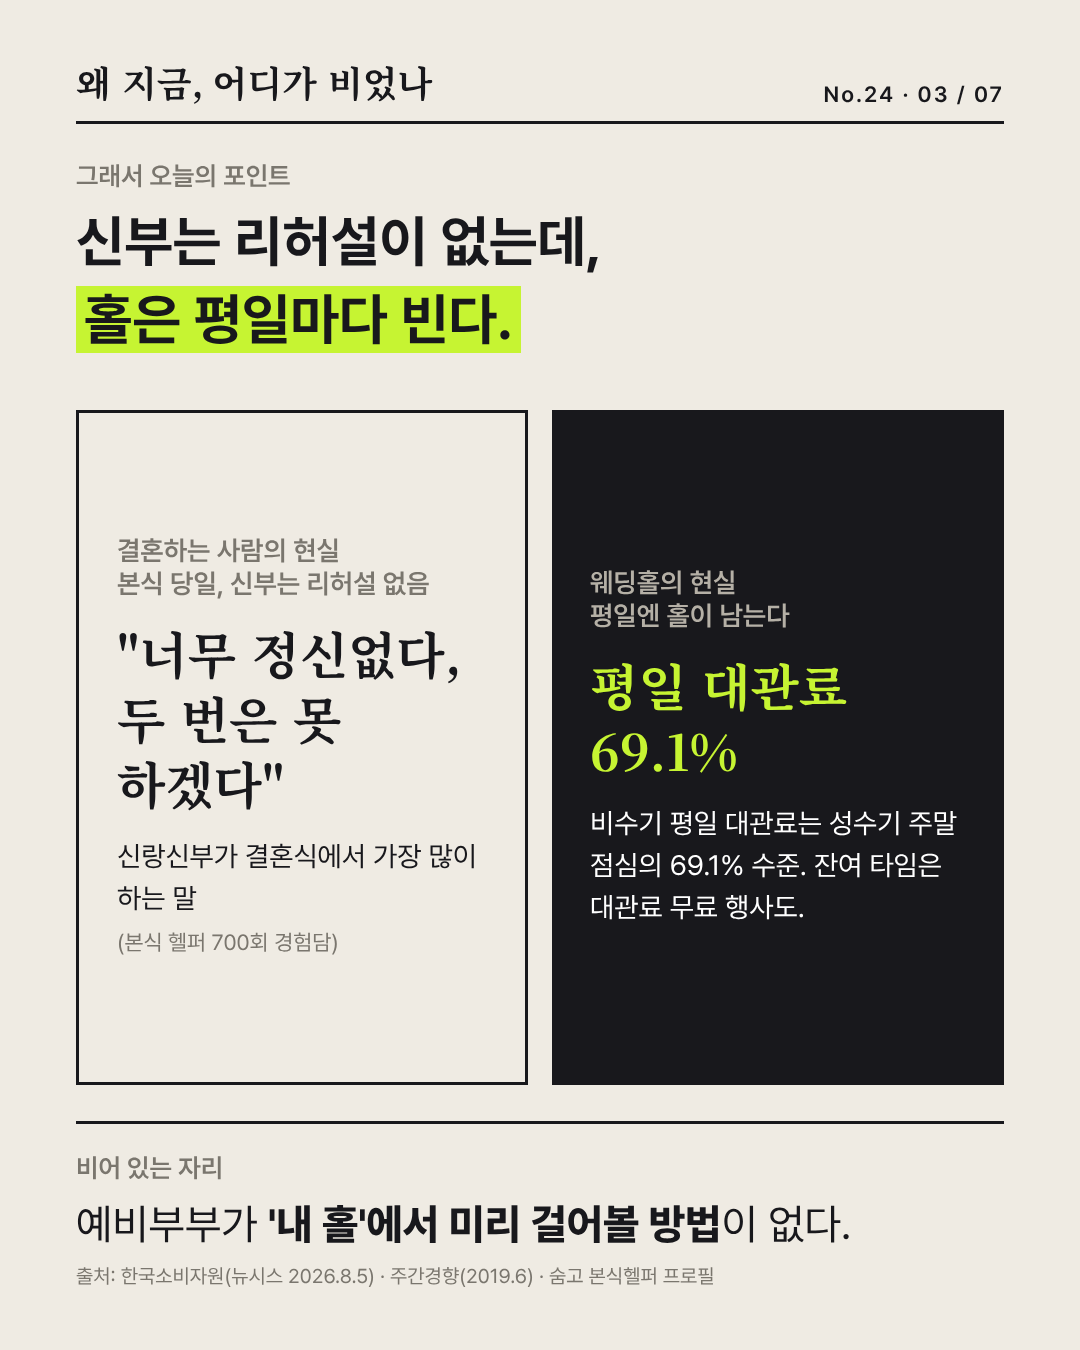 왜 지금, 어디가 비었나
No.24 · 03 / 07
그래서 오늘의 포인트
신부는 리허설이 없는데,
홀은 평일마다 빈다.
결혼하는 사람의 현실
본식 당일, 신부는 리허설 없음
"너무 정신없다,
두 번은 못
하겠다"
신랑신부가 결혼식에서 가장 많이
하는 말
(본식 헬퍼 700회 경험담)
웨딩홀의 현실
평일엔 홀이 남는다
평일 대관료
69.1%
비수기 평일 대관료는 성수기 주말
점심의 69.1% 수준. 잔여 타임은
대관료 무료 행사도.
비어 있는 자리
예비부부가 '내 홀'에서 미리 걸어볼 방법이 없다.
출처: 한국소비자원(뉴시스 2026.8.5) · 주간경향(2019.6) · 숨고 본식헬퍼 프로필